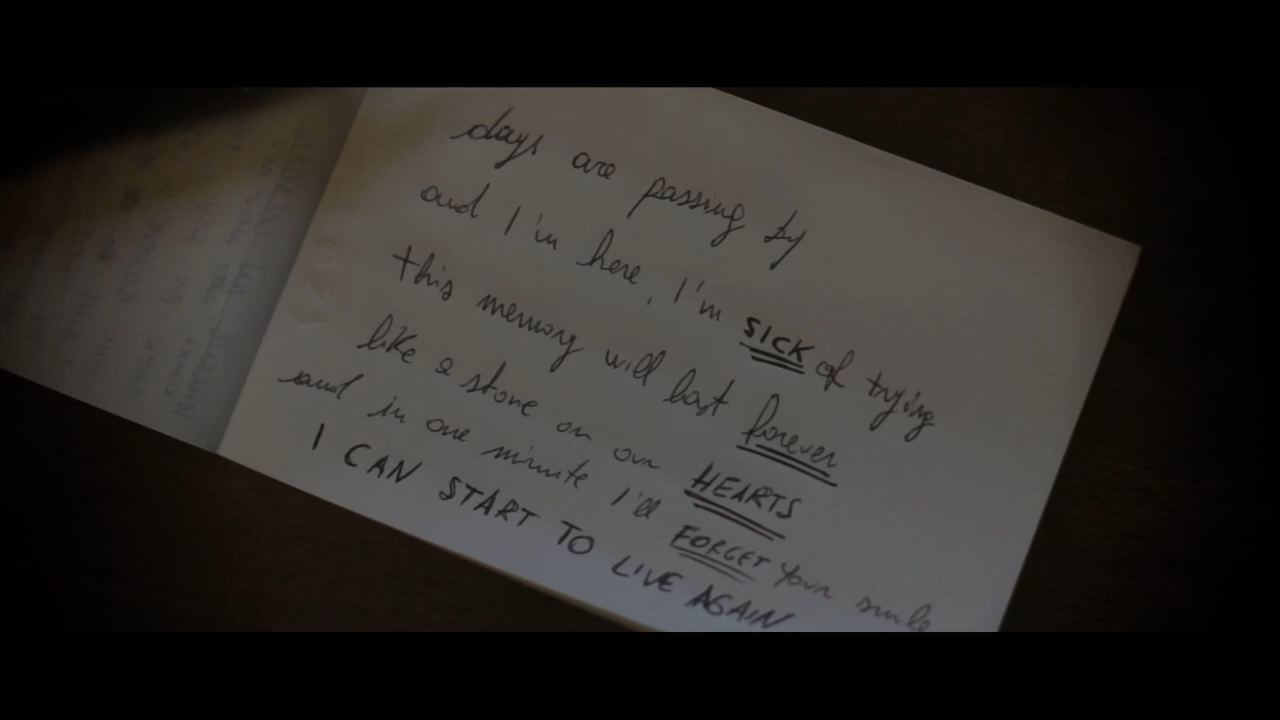 days are passing by
and I'm here, I'm SICK of trying
this memory will last forever
like a stone on our HEARTS
and in one minute I'll FORGET your smile
I CAN START TO LIVE AGAIN